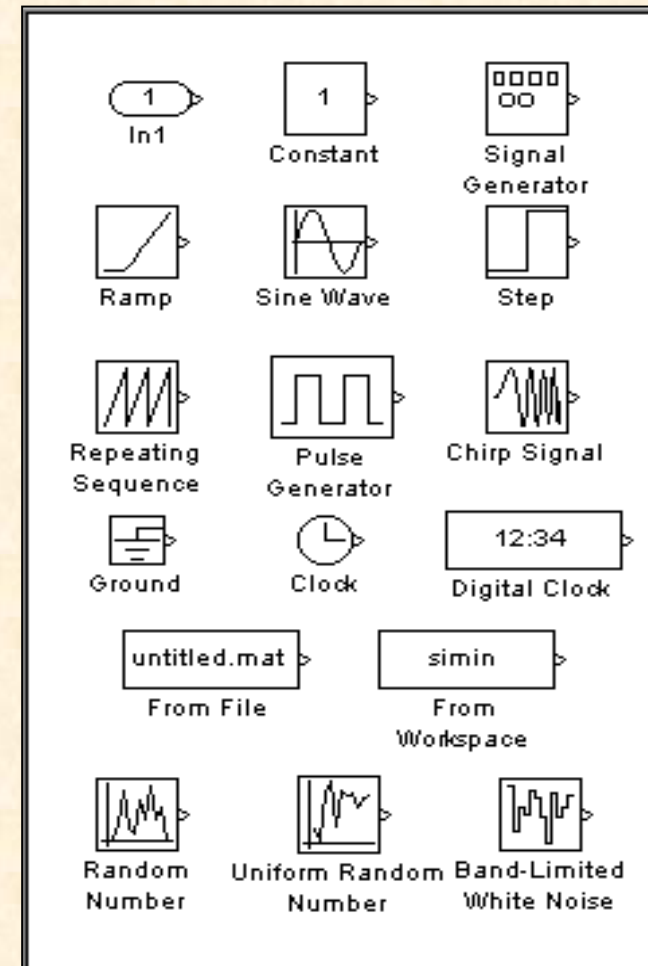 1
In1
1
Constant
Signal
Generator
Ramp
Sine Wave
Step
Repeating
Sequence
Pulse
Generator
Chirp Signal
Ground
Clock
12:34
Digital Clock
untitled.mat
From File
simin
From
Workspace
Random
Number
Uniform Random
Number
Band-Limited
White Noise